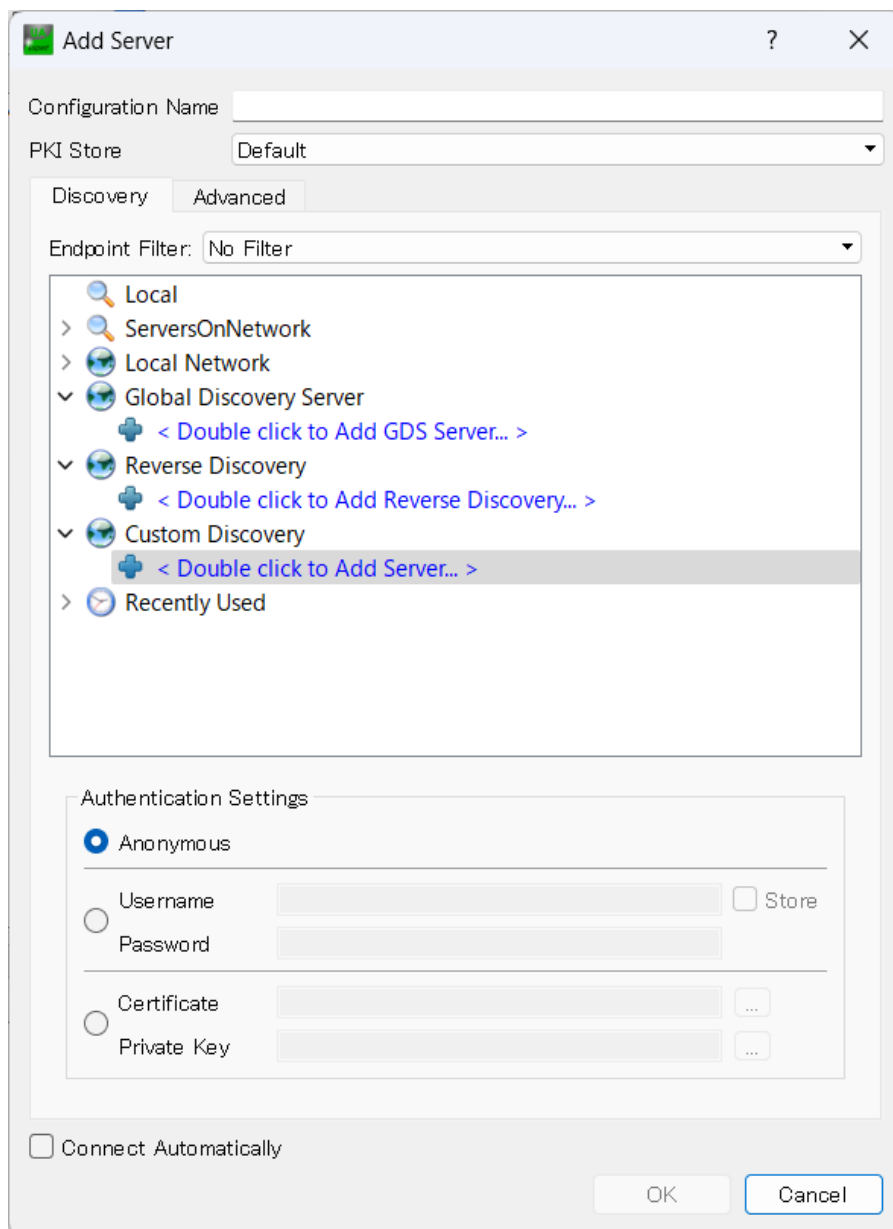 Add Server
Configuration Name
PKI Store Default
Discovery Advanced
Endpoint Filter: No Filter
Local
ServersOnNetwork
Local Network
Global Discovery Server
< Double click to Add GDS Server... >
Reverse Discovery
< Double click to Add Reverse Discovery... >
Custom Discovery
< Double click to Add Server... >
Recently Used
Authentication Settings
Anonymous
Username Store
Password
Certificate ...
Private Key ...
Connect Automatically
OK Cancel